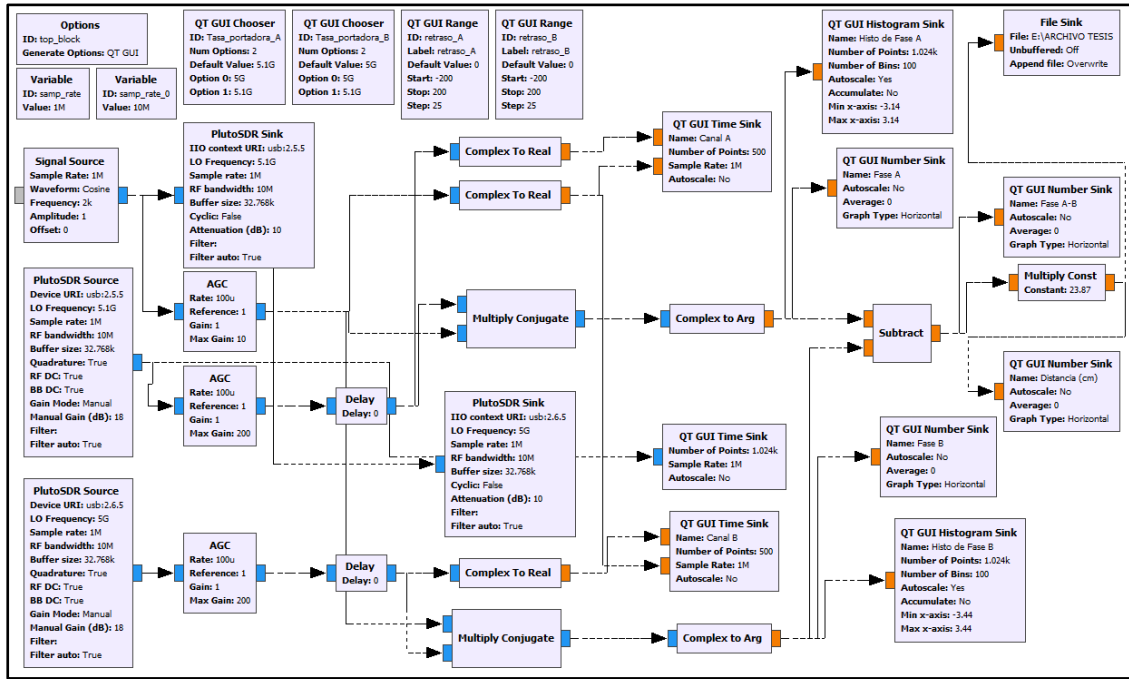 Options
ID: top_block
Generate Options: QT GUI
Variable
ID: samp_rate
Value: 1M
Variable
ID: samp_rate_0
Value: 10M
QT GUI Chooser
ID: Tasa_portadora_A
Num Options: 2
Default Value: 5.1G
Option 0: 5G
Option 1: 5.1G
QT GUI Chooser
ID: Tasa_portadora_B
Num Options: 2
Default Value: 5G
Option 0: 5G
Option 1: 5.1G
QT GUI Range
ID: retraso_A
Label: retraso_A
Default Value: 0
Start: -200
Stop: 200
Step: 25
QT GUI Range
ID: retraso_B
Label: retraso_B
Default Value: 0
Start: -200
Stop: 200
Step: 25
QT GUI Histogram Sink
Name: Histo de Fase A
Number of Points: 1.024k
Number of Bins: 100
Autoscale: Yes
Accumulate: No
Min x-axis: -3.14
Max x-axis: 3.14
File Sink
File: E:\ARCHIVO TESIS
Unbuffered: Off
Append file: Overwrite
Signal Source
Sample Rate: 1M
Waveform: Cosine
Frequency: 2k
Amplitude: 1
Offset: 0
PlutoSDR Sink
IIO context URI: usb:2.5.5
LO Frequency: 5.1G
Sample rate: 1M
RF bandwidth: 10M
Buffer size: 32.768k
Cyclic: False
Attenuation (dB): 10
Filter:
Filter auto: True
Complex To Real
Complex To Real
QT GUI Time Sink
Name: Canal A
Number of Points: 500
Sample Rate: 1M
Autoscale: No
QT GUI Number Sink
Name: Fase A
Autoscale: No
Average: 0
Graph Type: Horizontal
QT GUI Number Sink
Name: Fase A-B
Autoscale: No
Average: 0
Graph Type: Horizontal
PlutoSDR Source
Device URI: usb:2.5.5
LO Frequency: 5.1G
Sample rate: 1M
RF bandwidth: 10M
Buffer size: 32.768k
Quadrature: True
RF DC: True
BB DC: True
Gain Mode: Manual
Manual Gain (dB): 18
Filter:
Filter auto: True
AGC
Rate: 100u
Reference: 1
Gain: 1
Max Gain: 10
Multiply Conjugate
Complex to Arg
Subtract
Multiply Const
Constant: 23.87
AGC
Rate: 100u
Reference: 1
Gain: 1
Max Gain: 200
Delay
Delay: 0
PlutoSDR Sink
IIO context URI: usb:2.6.5
LO Frequency: 5G
Sample rate: 1M
RF bandwidth: 10M
Buffer size: 32.768k
Cyclic: False
Attenuation (dB): 10
Filter:
Filter auto: True
QT GUI Time Sink
Number of Points: 1.024k
Sample Rate: 1M
Autoscale: No
QT GUI Number Sink
Name: Distancia (cm)
Autoscale: No
Average: 0
Graph Type: Horizontal
QT GUI Number Sink
Name: Fase B
Autoscale: No
Average: 0
Graph Type: Horizontal
PlutoSDR Source
Device URI: usb:2.6.5
LO Frequency: 5G
Sample rate: 1M
RF bandwidth: 10M
Buffer size: 32.768k
Quadrature: True
RF DC: True
BB DC: True
Gain Mode: Manual
Manual Gain (dB): 18
Filter:
Filter auto: True
AGC
Rate: 100u
Reference: 1
Gain: 1
Max Gain: 200
Delay
Delay: 0
Complex To Real
QT GUI Time Sink
Name: Canal B
Number of Points: 500
Sample Rate: 1M
Autoscale: No
QT GUI Histogram Sink
Name: Histo de Fase B
Number of Points: 1.024k
Number of Bins: 100
Autoscale: Yes
Accumulate: No
Min x-axis: -3.44
Max x-axis: 3.44
Multiply Conjugate
Complex to Arg